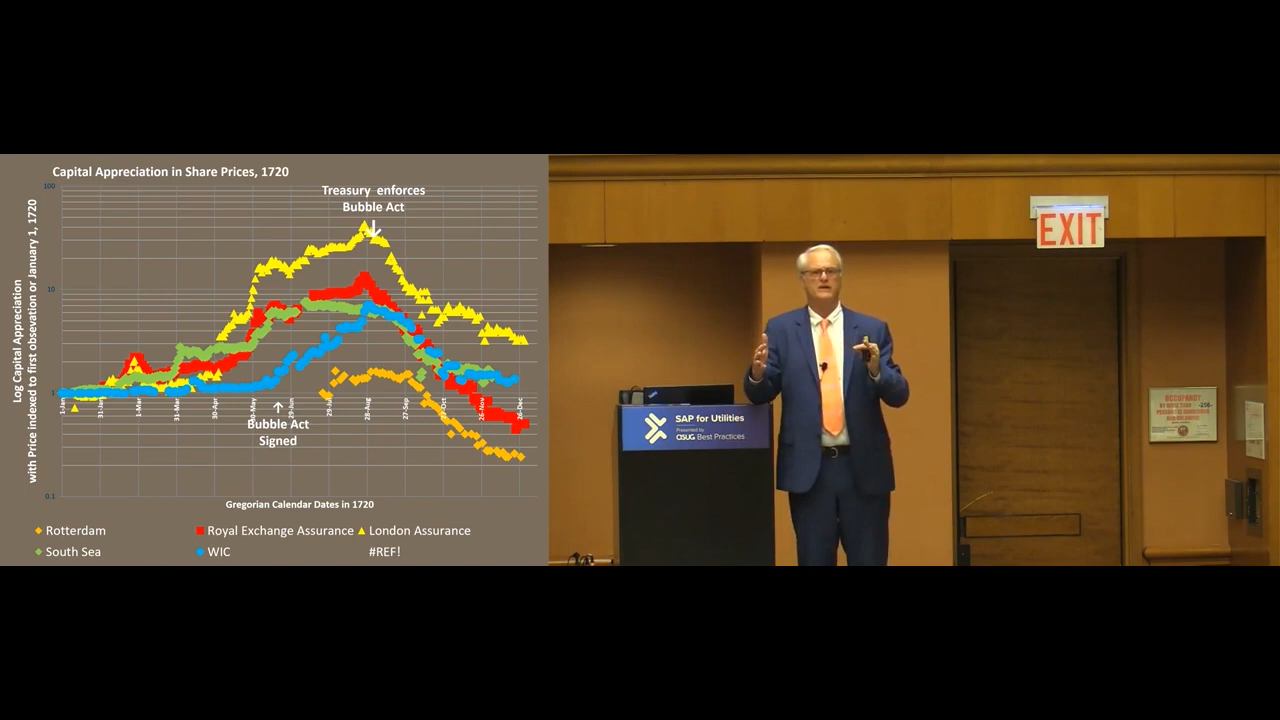 Capital Appreciation in Share Prices, 1720
Treasury enforces
Bubble Act
Log Capital Appreciation
with Price indexed to first obsevation or January 1, 1720
100
10
1
0.1
1-Jan
31-Jan
1-Mar
31-Mar
30-Apr
29-Jun
28-Aug
27-Sep
26-Nov
26-Dec
Bubble Act
Signed
Gregorian Calendar Dates in 1720
Rotterdam
Royal Exchange Assurance
London Assurance
South Sea
WIC
#REF!
EXIT
SAP for Utilities
Presented by
ASUG Best Practices
OCCUPANCY